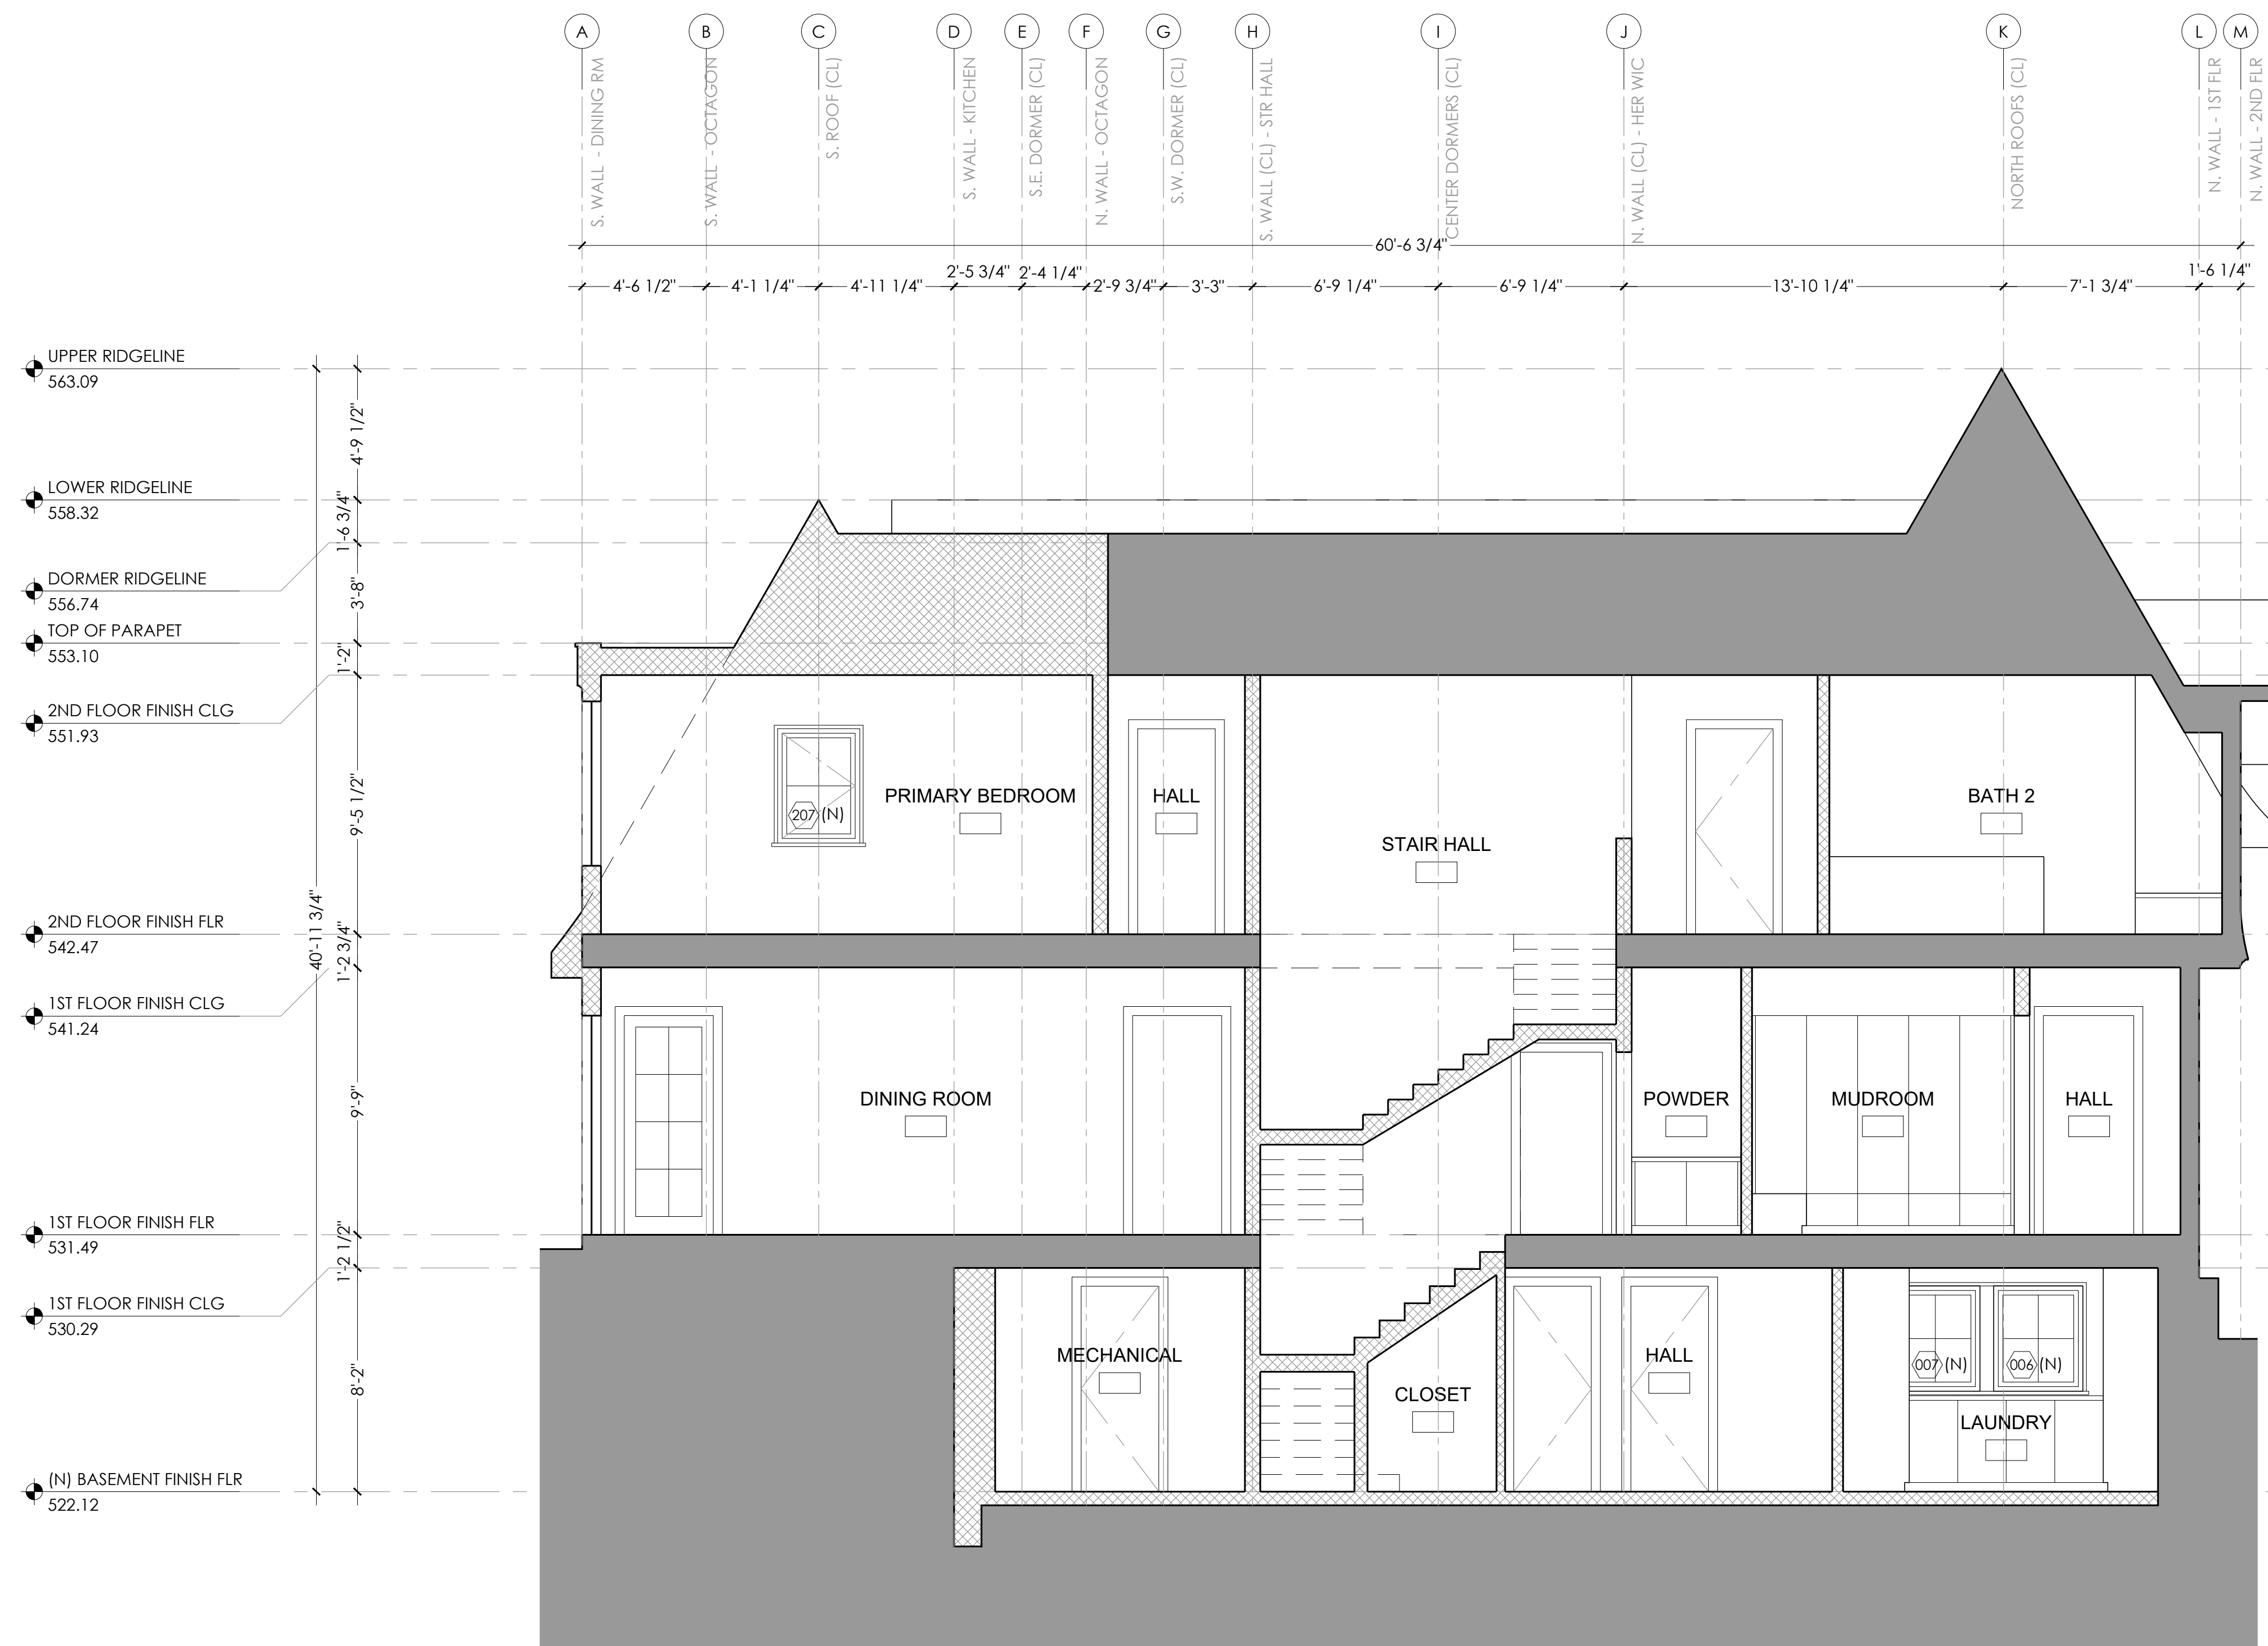 A B C D E F G H I J K L M
S. WALL - DINING RM
S. WALL - OCTAGON
S. ROOF (CL)
S. WALL - KITCHEN
S.E. DORMER (CL)
N. WALL - OCTAGON
S.W. DORMER (CL)
S. WALL (CL) - STR HALL
CENTER DORMERS (CL)
N. WALL (CL) - HER WIC
NORTH ROOFS (CL)
N. WALL - 1ST FLR
N. WALL - 2ND FLR
60'-6 3/4"
4'-6 1/2" 4'-1 1/4" 4'-11 1/4" 2'-5 3/4" 2'-4 1/4" 2'-9 3/4" 3'-3" 6'-9 1/4" 6'-9 1/4" 13'-10 1/4" 7'-1 3/4" 1'-6 1/4"
UPPER RIDGELINE
563.09
LOWER RIDGELINE
558.32
DORMER RIDGELINE
556.74
TOP OF PARAPET
553.10
2ND FLOOR FINISH CLG
551.93
2ND FLOOR FINISH FLR
542.47
1ST FLOOR FINISH CLG
541.24
1ST FLOOR FINISH FLR
531.49
1ST FLOOR FINISH CLG
530.29
(N) BASEMENT FINISH FLR
522.12
40'-11 3/4"
4'-9 1/2"
1'-6 3/4"
3'-8"
1'-2"
9'-5 1/2"
1'-2 3/4"
9'-9"
1'-2 1/2"
8'-2"
PRIMARY BEDROOM
207 (N)
HALL
STAIR HALL
BATH 2
DINING ROOM
POWDER
MUDROOM
HALL
MECHANICAL
CLOSET
HALL
007 (N)
006 (N)
LAUNDRY